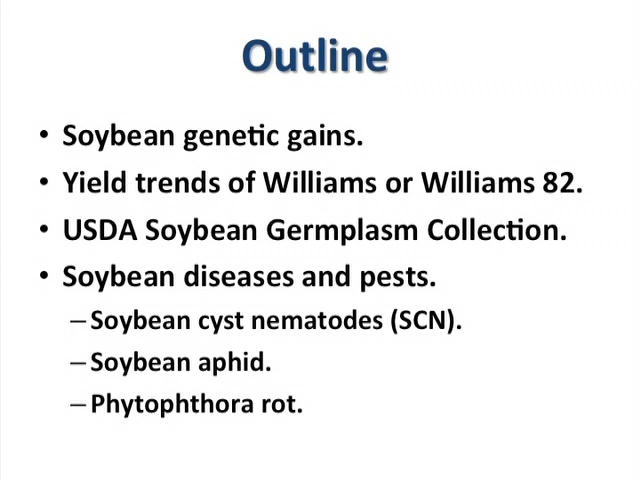 Outline
• Soybean genetic gains.
• Yield trends of Williams or Williams 82.
• USDA Soybean Germplasm Collection.
• Soybean diseases and pests.
– Soybean cyst nematodes (SCN).
– Soybean aphid.
– Phytophthora rot.